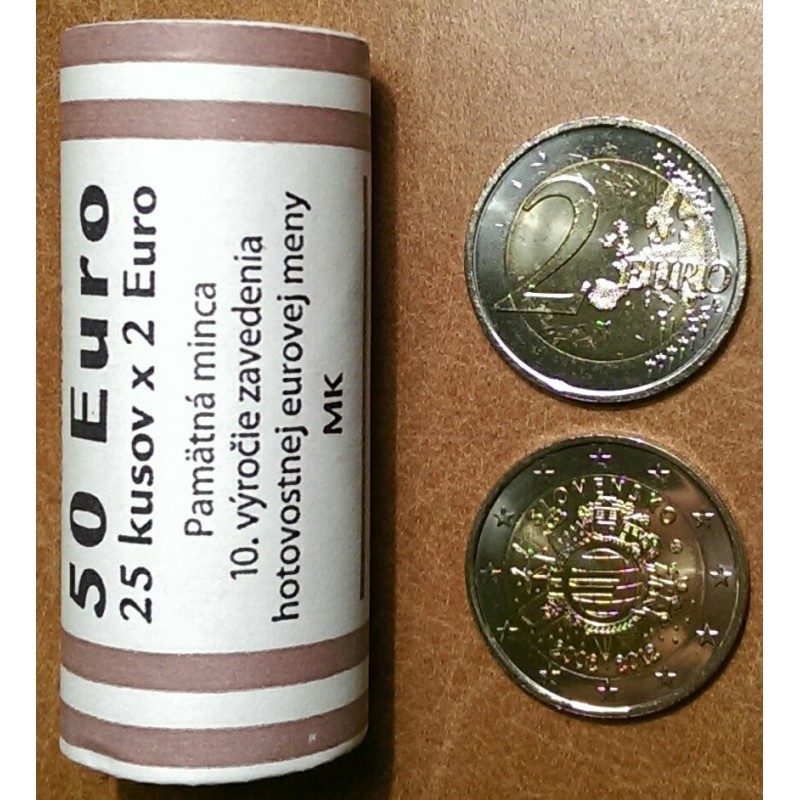 50 Euro
25 kusov x 2 Euro
Pamätná minca
10. výročie zavedenia
hotovostnej eurovej meny
MK
2 EURO
SLOVENSKO
2002 2012